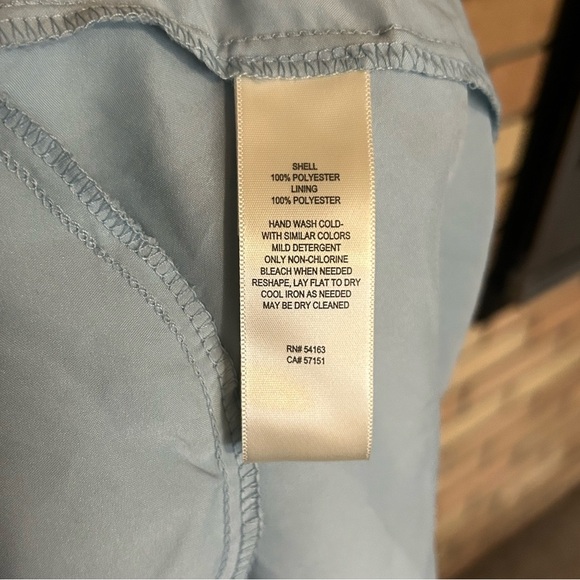 SHELL
100% POLYESTER
LINING
100% POLYESTER
HAND WASH COLD-
WITH SIMILAR COLORS
MILD DETERGENT
ONLY NON-CHLORINE
BLEACH WHEN NEEDED
RESHAPE, LAY FLAT TO DRY
COOL IRON AS NEEDED
MAY BE DRY CLEANED
RN# 54163
CA# 57151